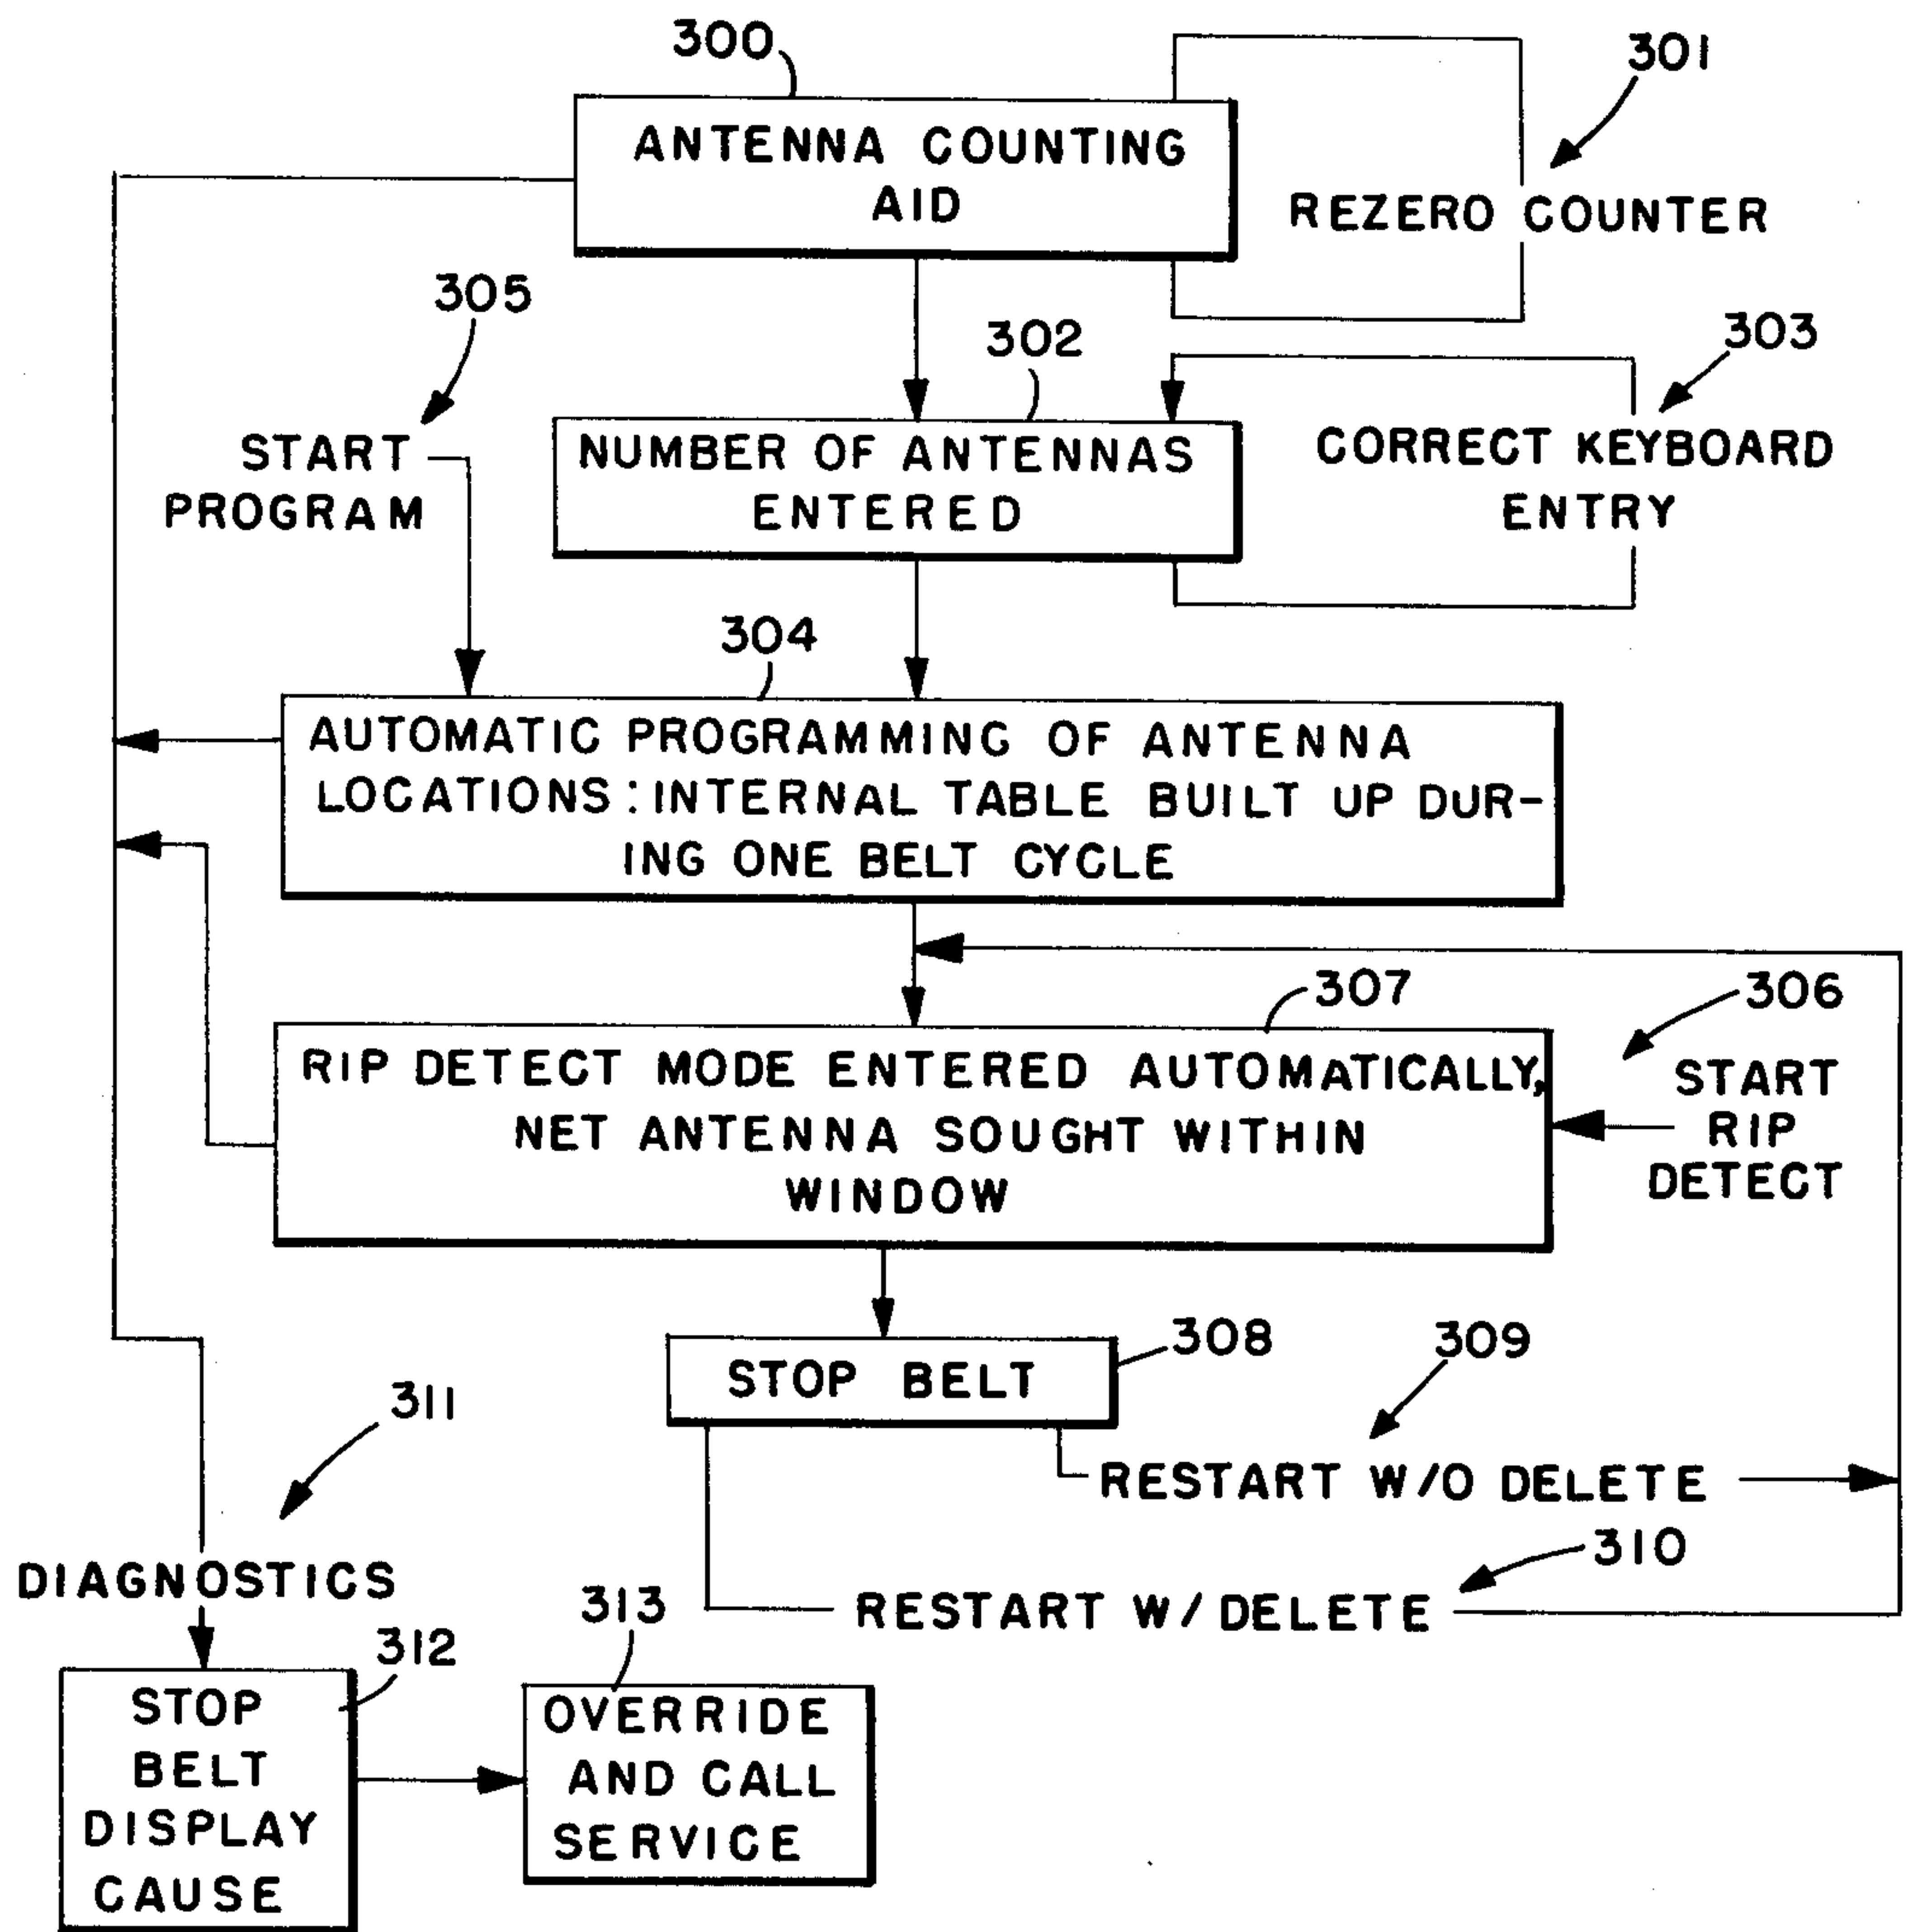 300
301
ANTENNA COUNTING
AID
REZERO COUNTER
305
302
303
START
PROGRAM
NUMBER OF ANTENNAS
ENTERED
CORRECT KEYBOARD
ENTRY
304
AUTOMATIC PROGRAMMING OF ANTENNA
LOCATIONS: INTERNAL TABLE BUILT UP DUR-
ING ONE BELT CYCLE
307
306
RIP DETECT MODE ENTERED AUTOMATICALLY,
NET ANTENNA SOUGHT WITHIN
WINDOW
START
RIP
DETECT
308
309
STOP BELT
311
RESTART W/O DELETE
310
DIAGNOSTICS
313
RESTART W/ DELETE
312
STOP
BELT
DISPLAY
CAUSE
OVERRIDE
AND CALL
SERVICE